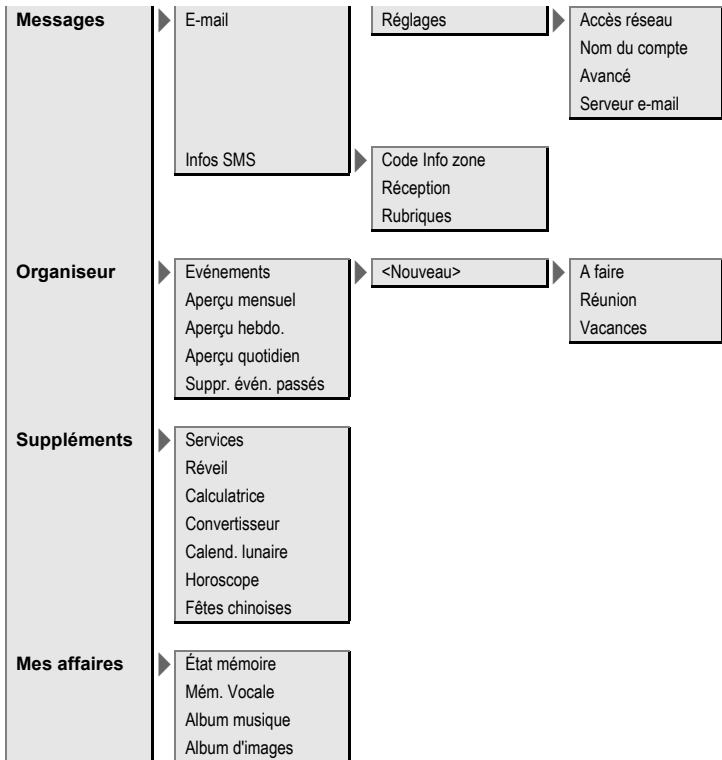 Messages
E-mail
Réglages
Accès réseau
Nom du compte
Avancé
Serveur e-mail
Infos SMS
Code Info zone
Réception
Rubriques
Organiseur
Evénements
Aperçu mensuel
Aperçu hebdo.
Aperçu quotidien
Suppr. évén. passés
<Nouveau>
A faire
Réunion
Vacances
Suppléments
Services
Réveil
Calculatrice
Convertisseur
Calend. lunaire
Horoscope
Fêtes chinoises
Mes affaires
État mémoire
Mém. Vocale
Album musique
Album d'images